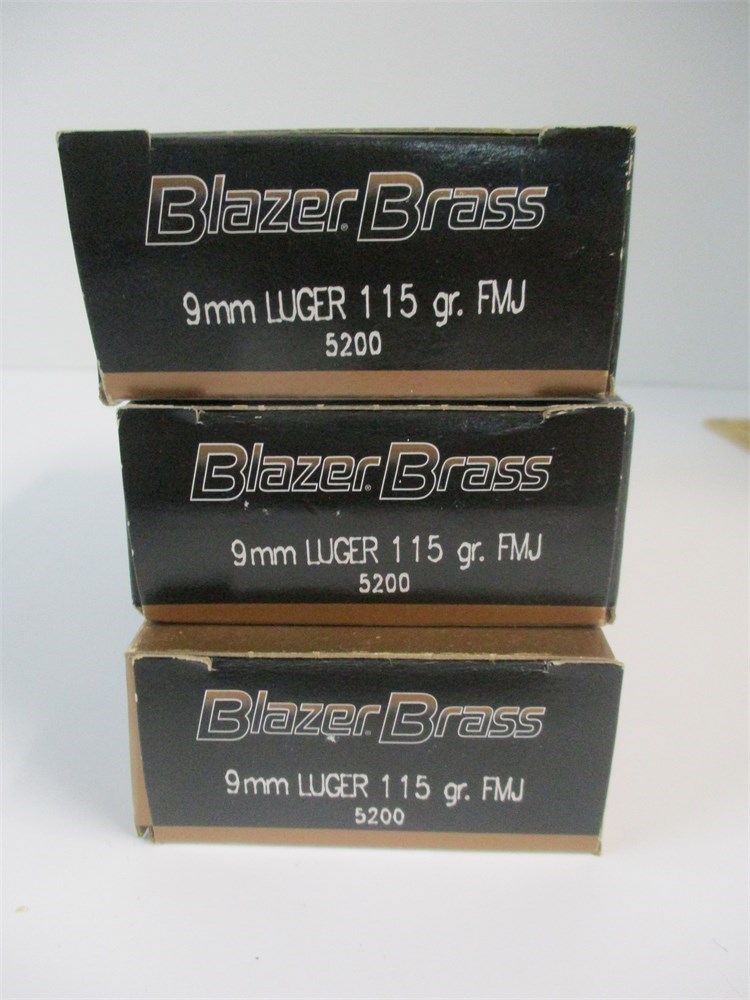 Blazer Brass
9mm LUGER 115 gr. FMJ
5200
Blazer Brass
9mm LUGER 115 gr. FMJ
5200
Blazer Brass
9mm LUGER 115 gr. FMJ
5200